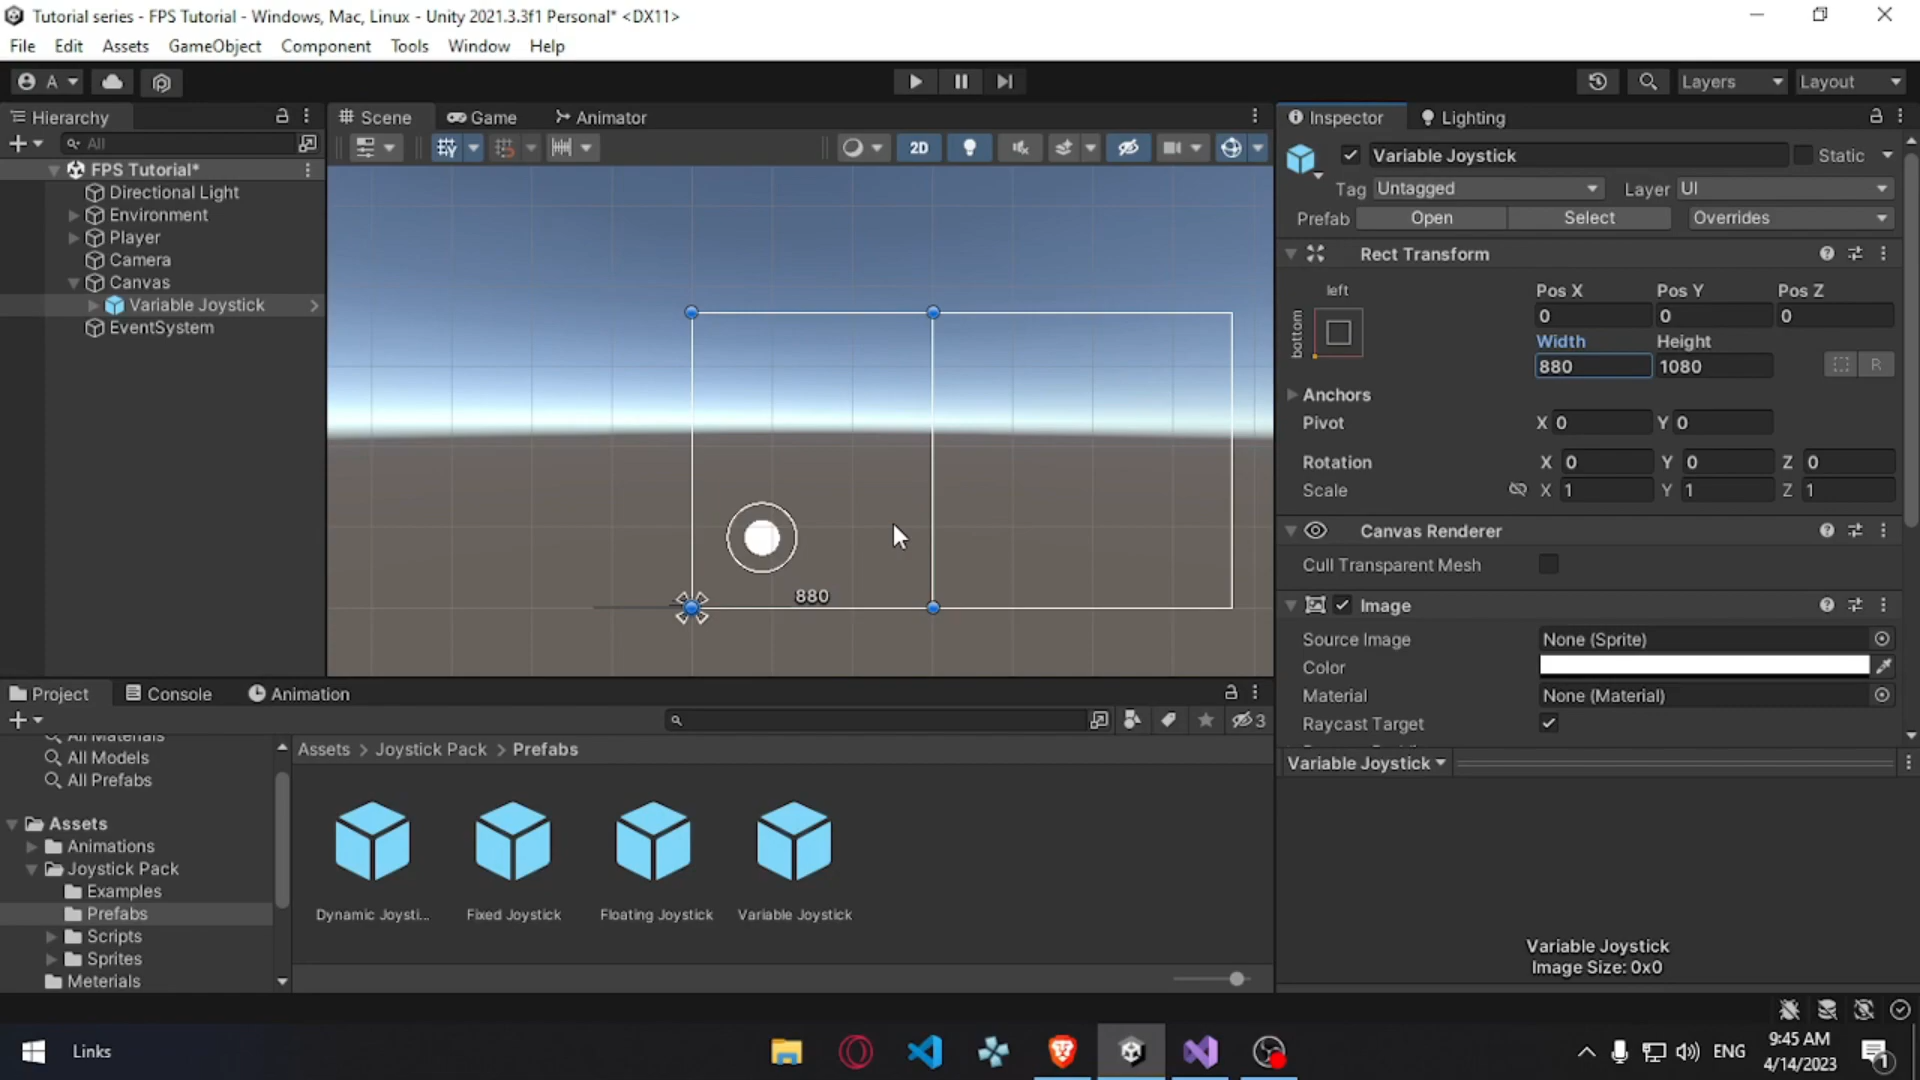 Tutorial series - FPS Tutorial - Windows, Mac, Linux - Unity 2021.3.3f1 Personal* <DX11>
File Edit Assets GameObject Component Tools Window Help
A Layers Layout
Hierarchy
All
FPS Tutorial*
Directional Light
Environment
Player
Camera
Canvas
Variable Joystick
EventSystem
Scene Game Animator
2D
880
Inspector Lighting
Variable Joystick Static
Tag Untagged Layer UI
Prefab Open Select Overrides
Rect Transform
left Pos X Pos Y Pos Z
bottom 0 0 0
Width Height
880 1080 R
Anchors
Pivot X 0 Y 0
Rotation X 0 Y 0 Z 0
Scale X 1 Y 1 Z 1
Canvas Renderer
Cull Transparent Mesh
Image
Source Image None (Sprite)
Color
Material None (Material)
Raycast Target
Variable Joystick
Variable Joystick
Image Size: 0x0
Project Console Animation
3
All Materials
All Models
All Prefabs
Assets
Animations
Joystick Pack
Examples
Prefabs
Scripts
Sprites
Meterials
Assets > Joystick Pack > Prefabs
Dynamic Joysti... Fixed Joystick Floating Joystick Variable Joystick
Links
ENG
9:45 AM
4/14/2023
1